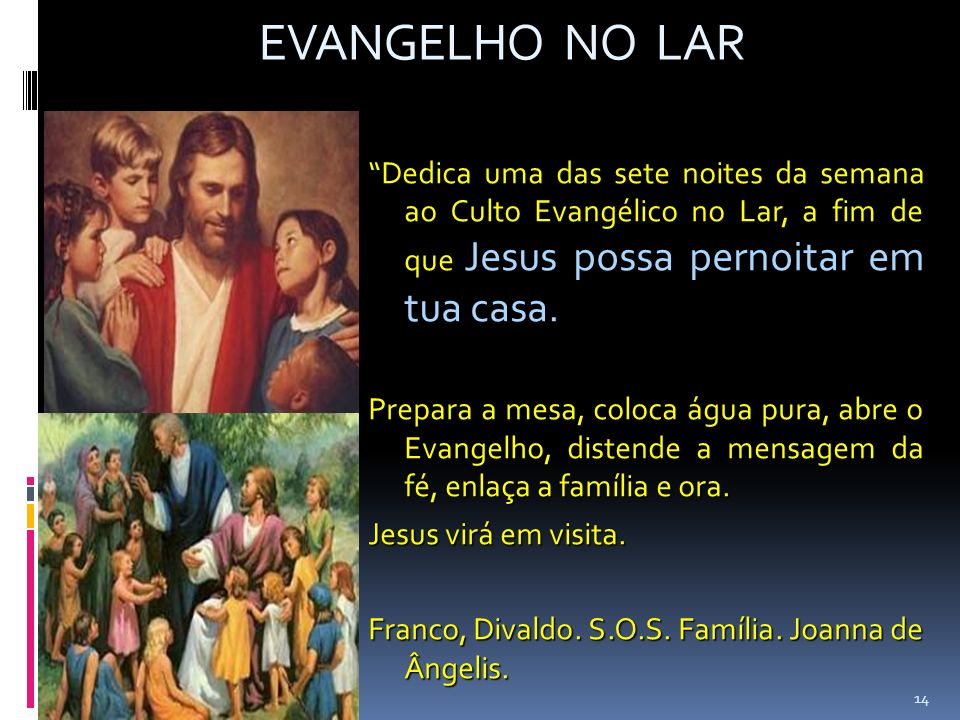 EVANGELHO NO LAR
“Dedica uma das sete noites da semana
ao Culto Evangélico no Lar, a fim de
que Jesus possa pernoitar em
tua casa.
Prepara a mesa, coloca água pura, abre o
Evangelho, distende a mensagem da
fé, enlaça a família e ora.
Jesus virá em visita.
Franco, Divaldo. S.O.S. Família. Joanna de
Ângelis.
14